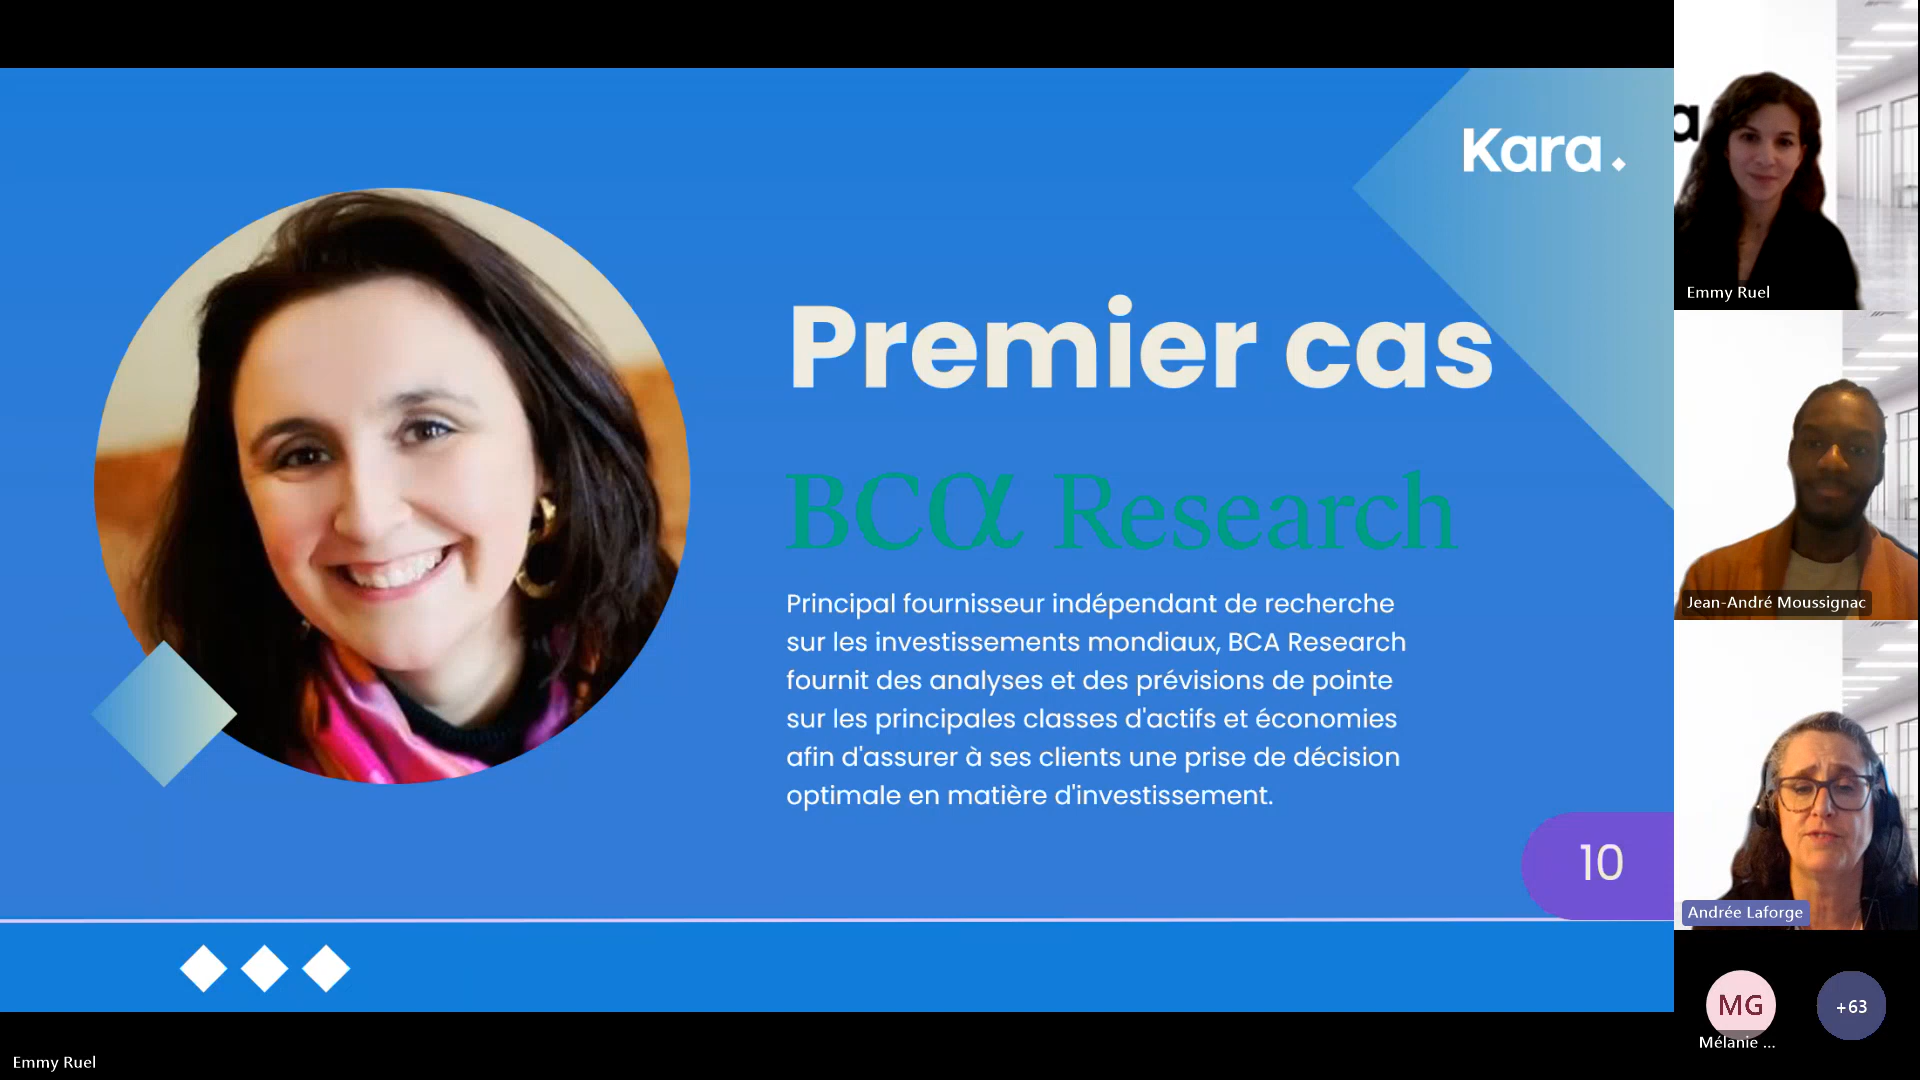 Kara
Premier cas
BCα Research
Principal fournisseur indépendant de recherche
sur les investissements mondiaux, BCA Research
fournit des analyses et des prévisions de pointe
sur les principales classes d'actifs et économies
afin d'assurer à ses clients une prise de décision
optimale en matière d'investissement.
10
Emmy Ruel
a
Emmy Ruel
Jean-André Moussignac
Andrée Laforge
MG
Mélanie ...
+63